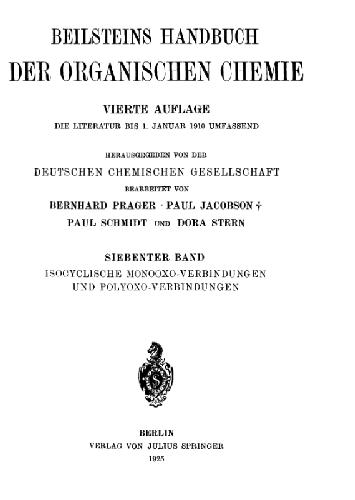 BEILSTEINS HANDBUCH
DER ORGANISCHEN CHEMIE
VIERTE AUFLAGE
DIE LITERATUR BIS 1. JANUAR 1910 UMFASSEND
HERAUSGEGEBEN VON DER
DEUTSCHEN CHEMISCHEN GESELLSCHAFT
BEARBEITET VON
BERNHARD PRAGER · PAUL JACOBSON †
PAUL SCHMIDT UND DORA STERN
SIEBENTER BAND
ISOCYCLISCHE MONOOXO-VERBINDUNGEN
UND POLYOXO-VERBINDUNGEN
BERLIN
VERLAG VON JULIUS SPRINGER
1925